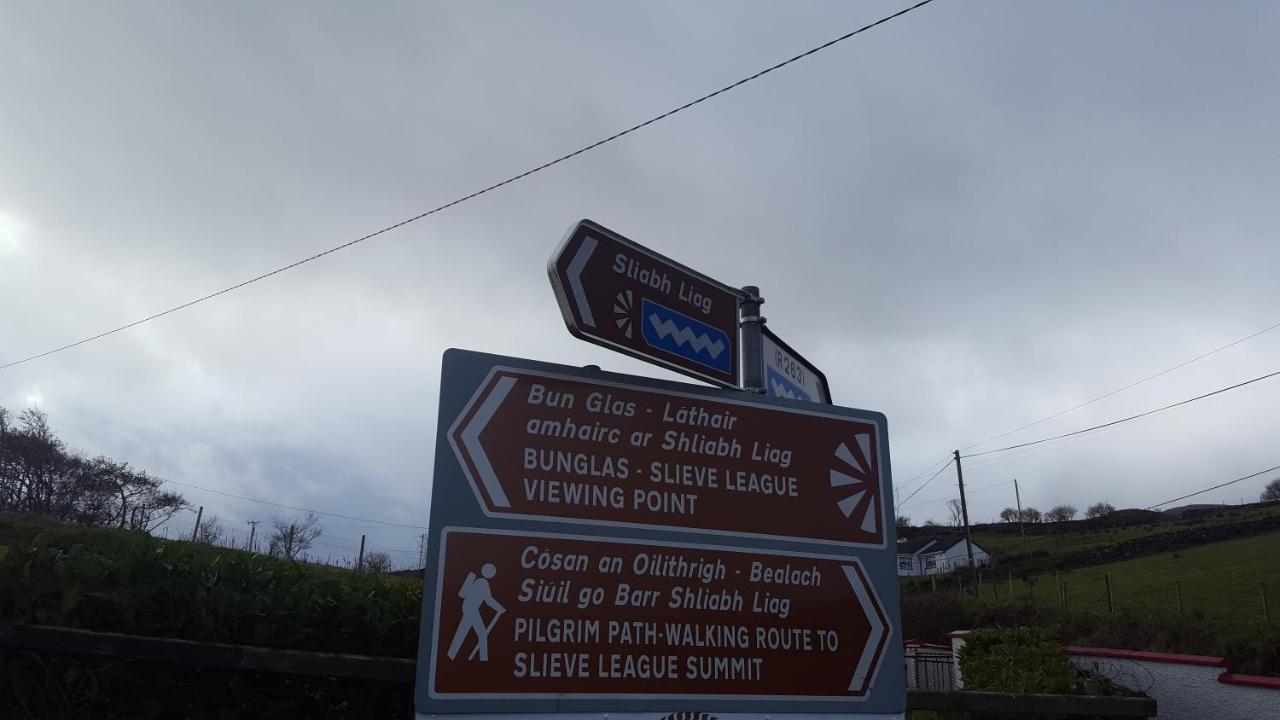 Sliabh Liag
(R263)
Bun Glas - Láthair
amhairc ar Shliabh Liag
BUNGLAS - SLIEVE LEAGUE
VIEWING POINT
Cósan an Oilithrigh - Bealach
Siúil go Barr Shliabh Liag
PILGRIM PATH-WALKING ROUTE TO
SLIEVE LEAGUE SUMMIT